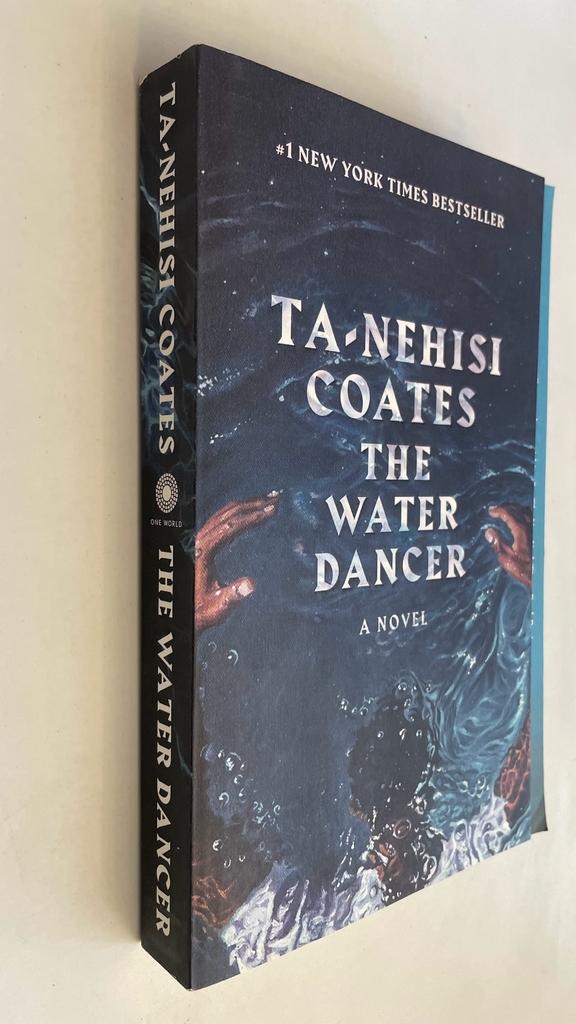 TA-NEHISI COATES
ONE WORLD
THE WATER DANCER
#1 NEW YORK TIMES BESTSELLER
TA-NEHISI
COATES
THE
WATER
DANCER
A NOVEL